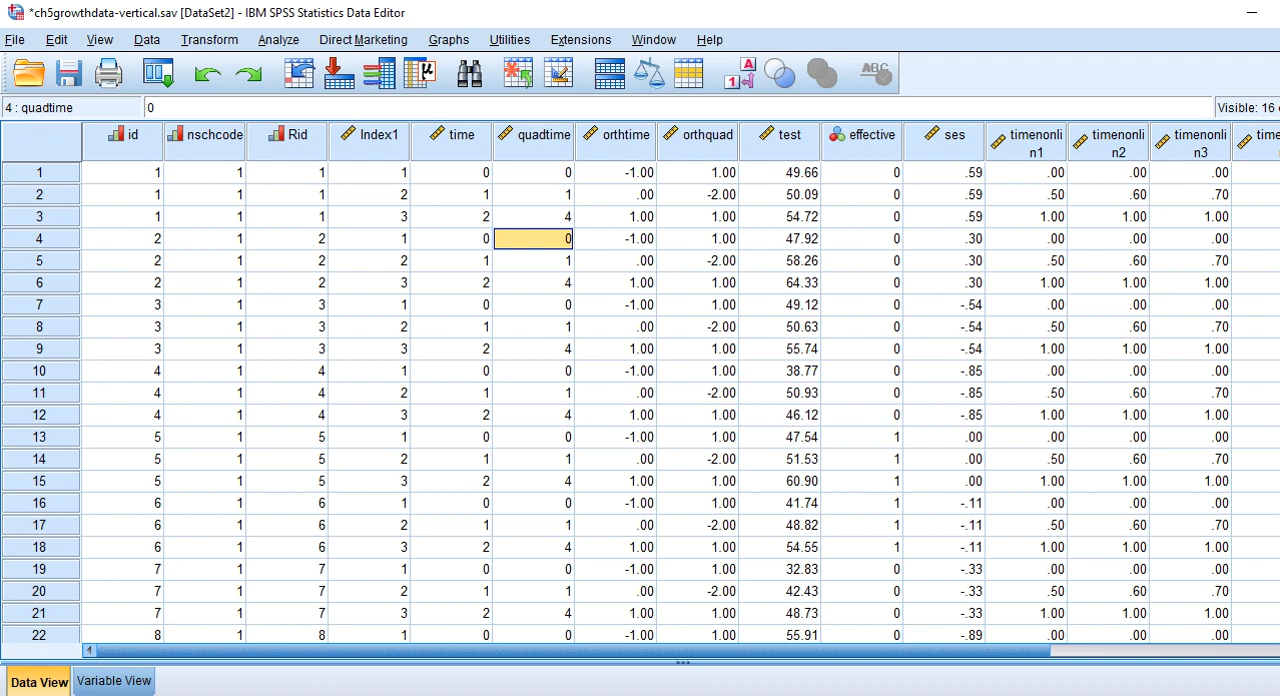 *ch5growthdata-vertical.sav [DataSet2] - IBM SPSS Statistics Data Editor
File Edit View Data Transform Analyze Direct Marketing Graphs Utilities Extensions Window Help
4 : quadtime 0 Visible: 16
id nschcode Rid Index1 time quadtime orthtime orthquad test effective ses timenonlin1 timenonlin2 timenonlin3
1 1 1 1 1 0 0 -1.00 1.00 49.66 0 .59 .00 .00 .00
2 1 1 1 2 1 1 .00 -2.00 50.09 0 .59 .50 .60 .70
3 1 1 1 3 2 4 1.00 1.00 54.72 0 .59 1.00 1.00 1.00
4 2 1 2 1 0 0 -1.00 1.00 47.92 0 .30 .00 .00 .00
5 2 1 2 2 1 1 .00 -2.00 58.26 0 .30 .50 .60 .70
6 2 1 2 3 2 4 1.00 1.00 64.33 0 .30 1.00 1.00 1.00
7 3 1 3 1 0 0 -1.00 1.00 49.12 0 -.54 .00 .00 .00
8 3 1 3 2 1 1 .00 -2.00 50.63 0 -.54 .50 .60 .70
9 3 1 3 3 2 4 1.00 1.00 55.74 0 -.54 1.00 1.00 1.00
10 4 1 4 1 0 0 -1.00 1.00 38.77 0 -.85 .00 .00 .00
11 4 1 4 2 1 1 .00 -2.00 50.93 0 -.85 .50 .60 .70
12 4 1 4 3 2 4 1.00 1.00 46.12 0 -.85 1.00 1.00 1.00
13 5 1 5 1 0 0 -1.00 1.00 47.54 1 .00 .00 .00 .00
14 5 1 5 2 1 1 .00 -2.00 51.53 1 .00 .50 .60 .70
15 5 1 5 3 2 4 1.00 1.00 60.90 1 .00 1.00 1.00 1.00
16 6 1 6 1 0 0 -1.00 1.00 41.74 1 -.11 .00 .00 .00
17 6 1 6 2 1 1 .00 -2.00 48.82 1 -.11 .50 .60 .70
18 6 1 6 3 2 4 1.00 1.00 54.55 1 -.11 1.00 1.00 1.00
19 7 1 7 1 0 0 -1.00 1.00 32.83 0 -.33 .00 .00 .00
20 7 1 7 2 1 1 .00 -2.00 42.43 0 -.33 .50 .60 .70
21 7 1 7 3 2 4 1.00 1.00 48.73 0 -.33 1.00 1.00 1.00
22 8 1 8 1 0 0 -1.00 1.00 55.91 0 -.89 .00 .00 .00
Data View Variable View